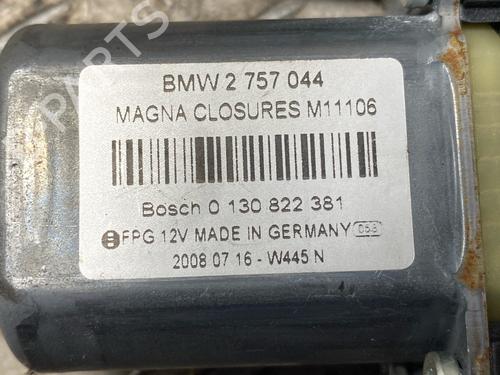 BMW 2 757 044
MAGNA CLOSURES M11106
Bosch 0 130 822 381
FPG 12V MADE IN GERMANY 058
2008 07 16 - W445 N